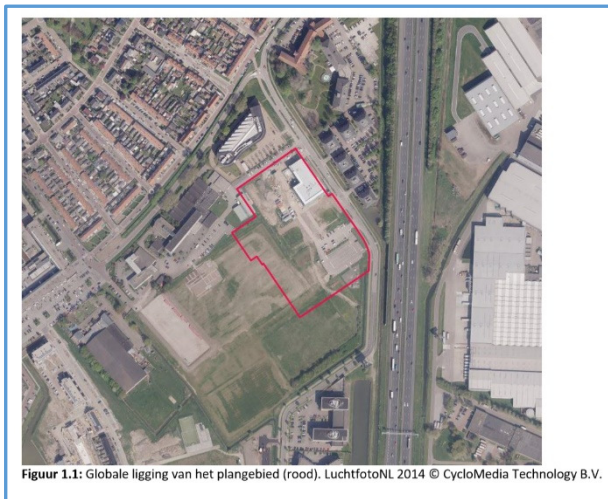 Figuur 1.1: Globale ligging van het plangebied (rood). LuchtfotoNL 2014 © CycloMedia Technology B.V.